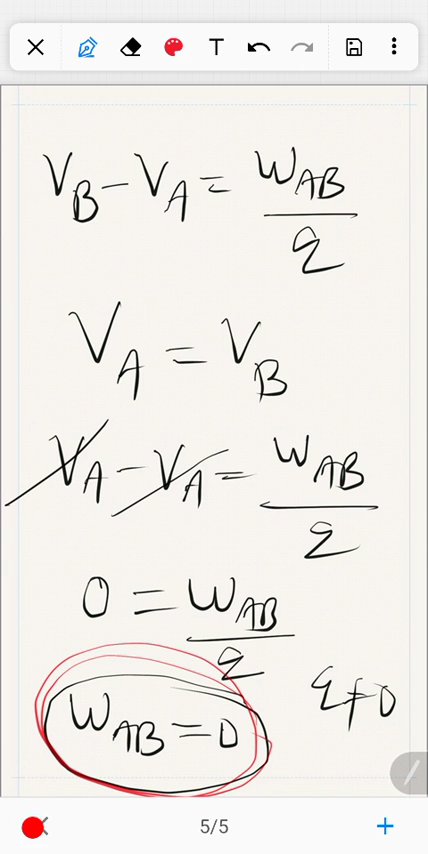 T
V_B - V_A = W_AB / q
V_A = V_B
V_A - V_A = W_AB / q
0 = W_AB / q
q ≠ 0
W_AB = 0
5/5